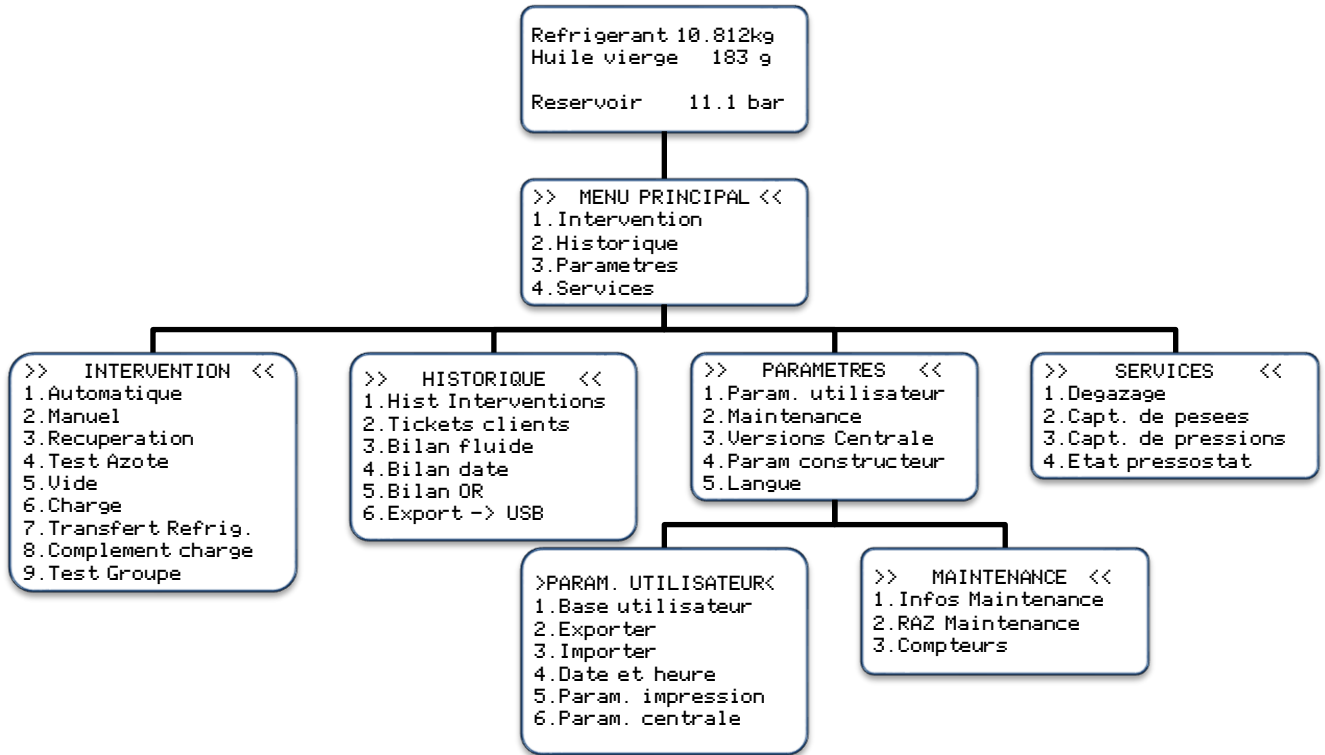 Refrigerant 10.812kg
Huile vierge 183 g
Reservoir 11.1 bar
>> MENU PRINCIPAL <<
1.Intervention
2.Historique
3.Parametres
4.Services
>> INTERVENTION <<
1.Automatique
2.Manuel
3.Recuperation
4.Test Azote
5.Vide
6.Charge
7.Transfert Refrig.
8.Complement charge
9.Test Groupe
>> HISTORIQUE <<
1.Hist Interventions
2.Tickets clients
3.Bilan fluide
4.Bilan date
5.Bilan OR
6.Export -> USB
>> PARAMETRES <<
1.Param. utilisateur
2.Maintenance
3.Versions Centrale
4.Param constructeur
5.Langue
>> SERVICES <<
1.Degazage
2.Capt. de pesees
3.Capt. de pressions
4.Etat pressostat
>PARAM. UTILISATEUR<
1.Base utilisateur
2.Exporter
3.Importer
4.Date et heure
5.Param. impression
6.Param. centrale
>> MAINTENANCE <<
1.Infos Maintenance
2.RAZ Maintenance
3.Compteurs